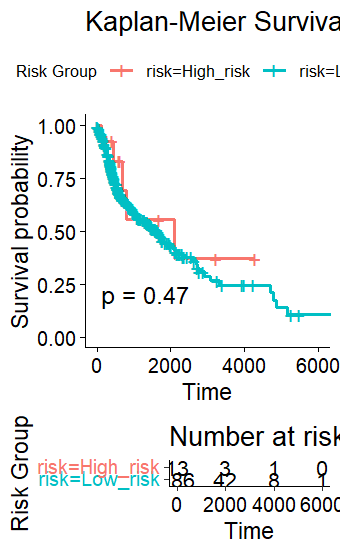 Kaplan-Meier Surviva
Risk Group risk=High_risk risk=L
Survival probability
1.00
0.75
0.50
0.25
0.00
p = 0.47
0 2000 4000 6000
Time
Number at risk
Risk Group
risk=High_risk 13 3 1 0
risk=Low_risk 86 42 8 1
0 2000 4000 6000
Time